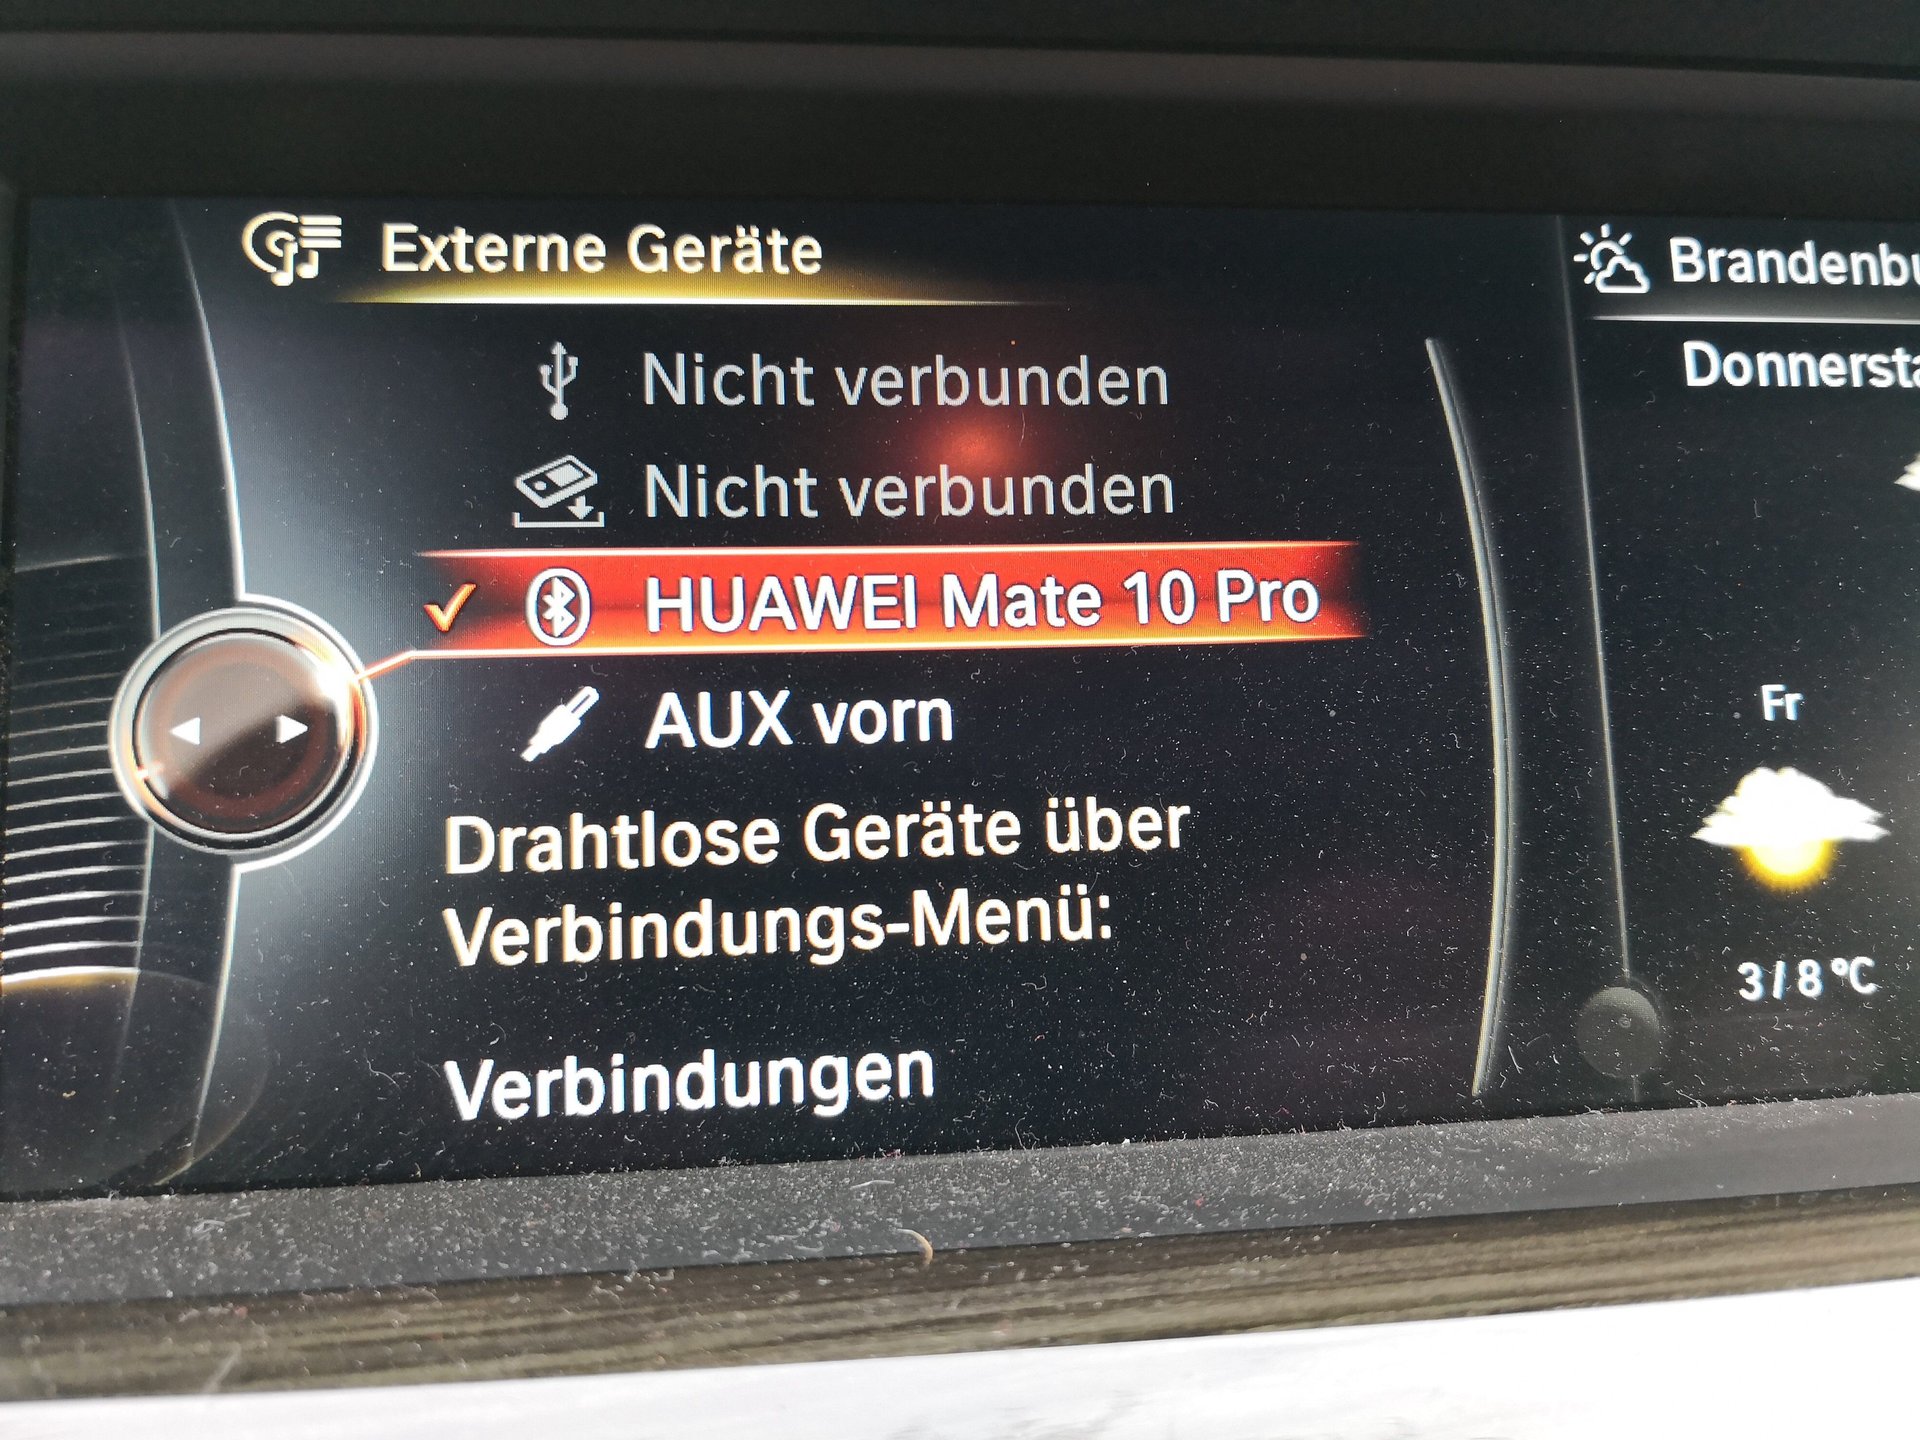 Externe Geräte
Nicht verbunden
Nicht verbunden
HUAWEI Mate 10 Pro
AUX vorn
Drahtlose Geräte über
Verbindungs-Menü:
Verbindungen
Brandenbu
Donnersta
Fr
3/8 °C